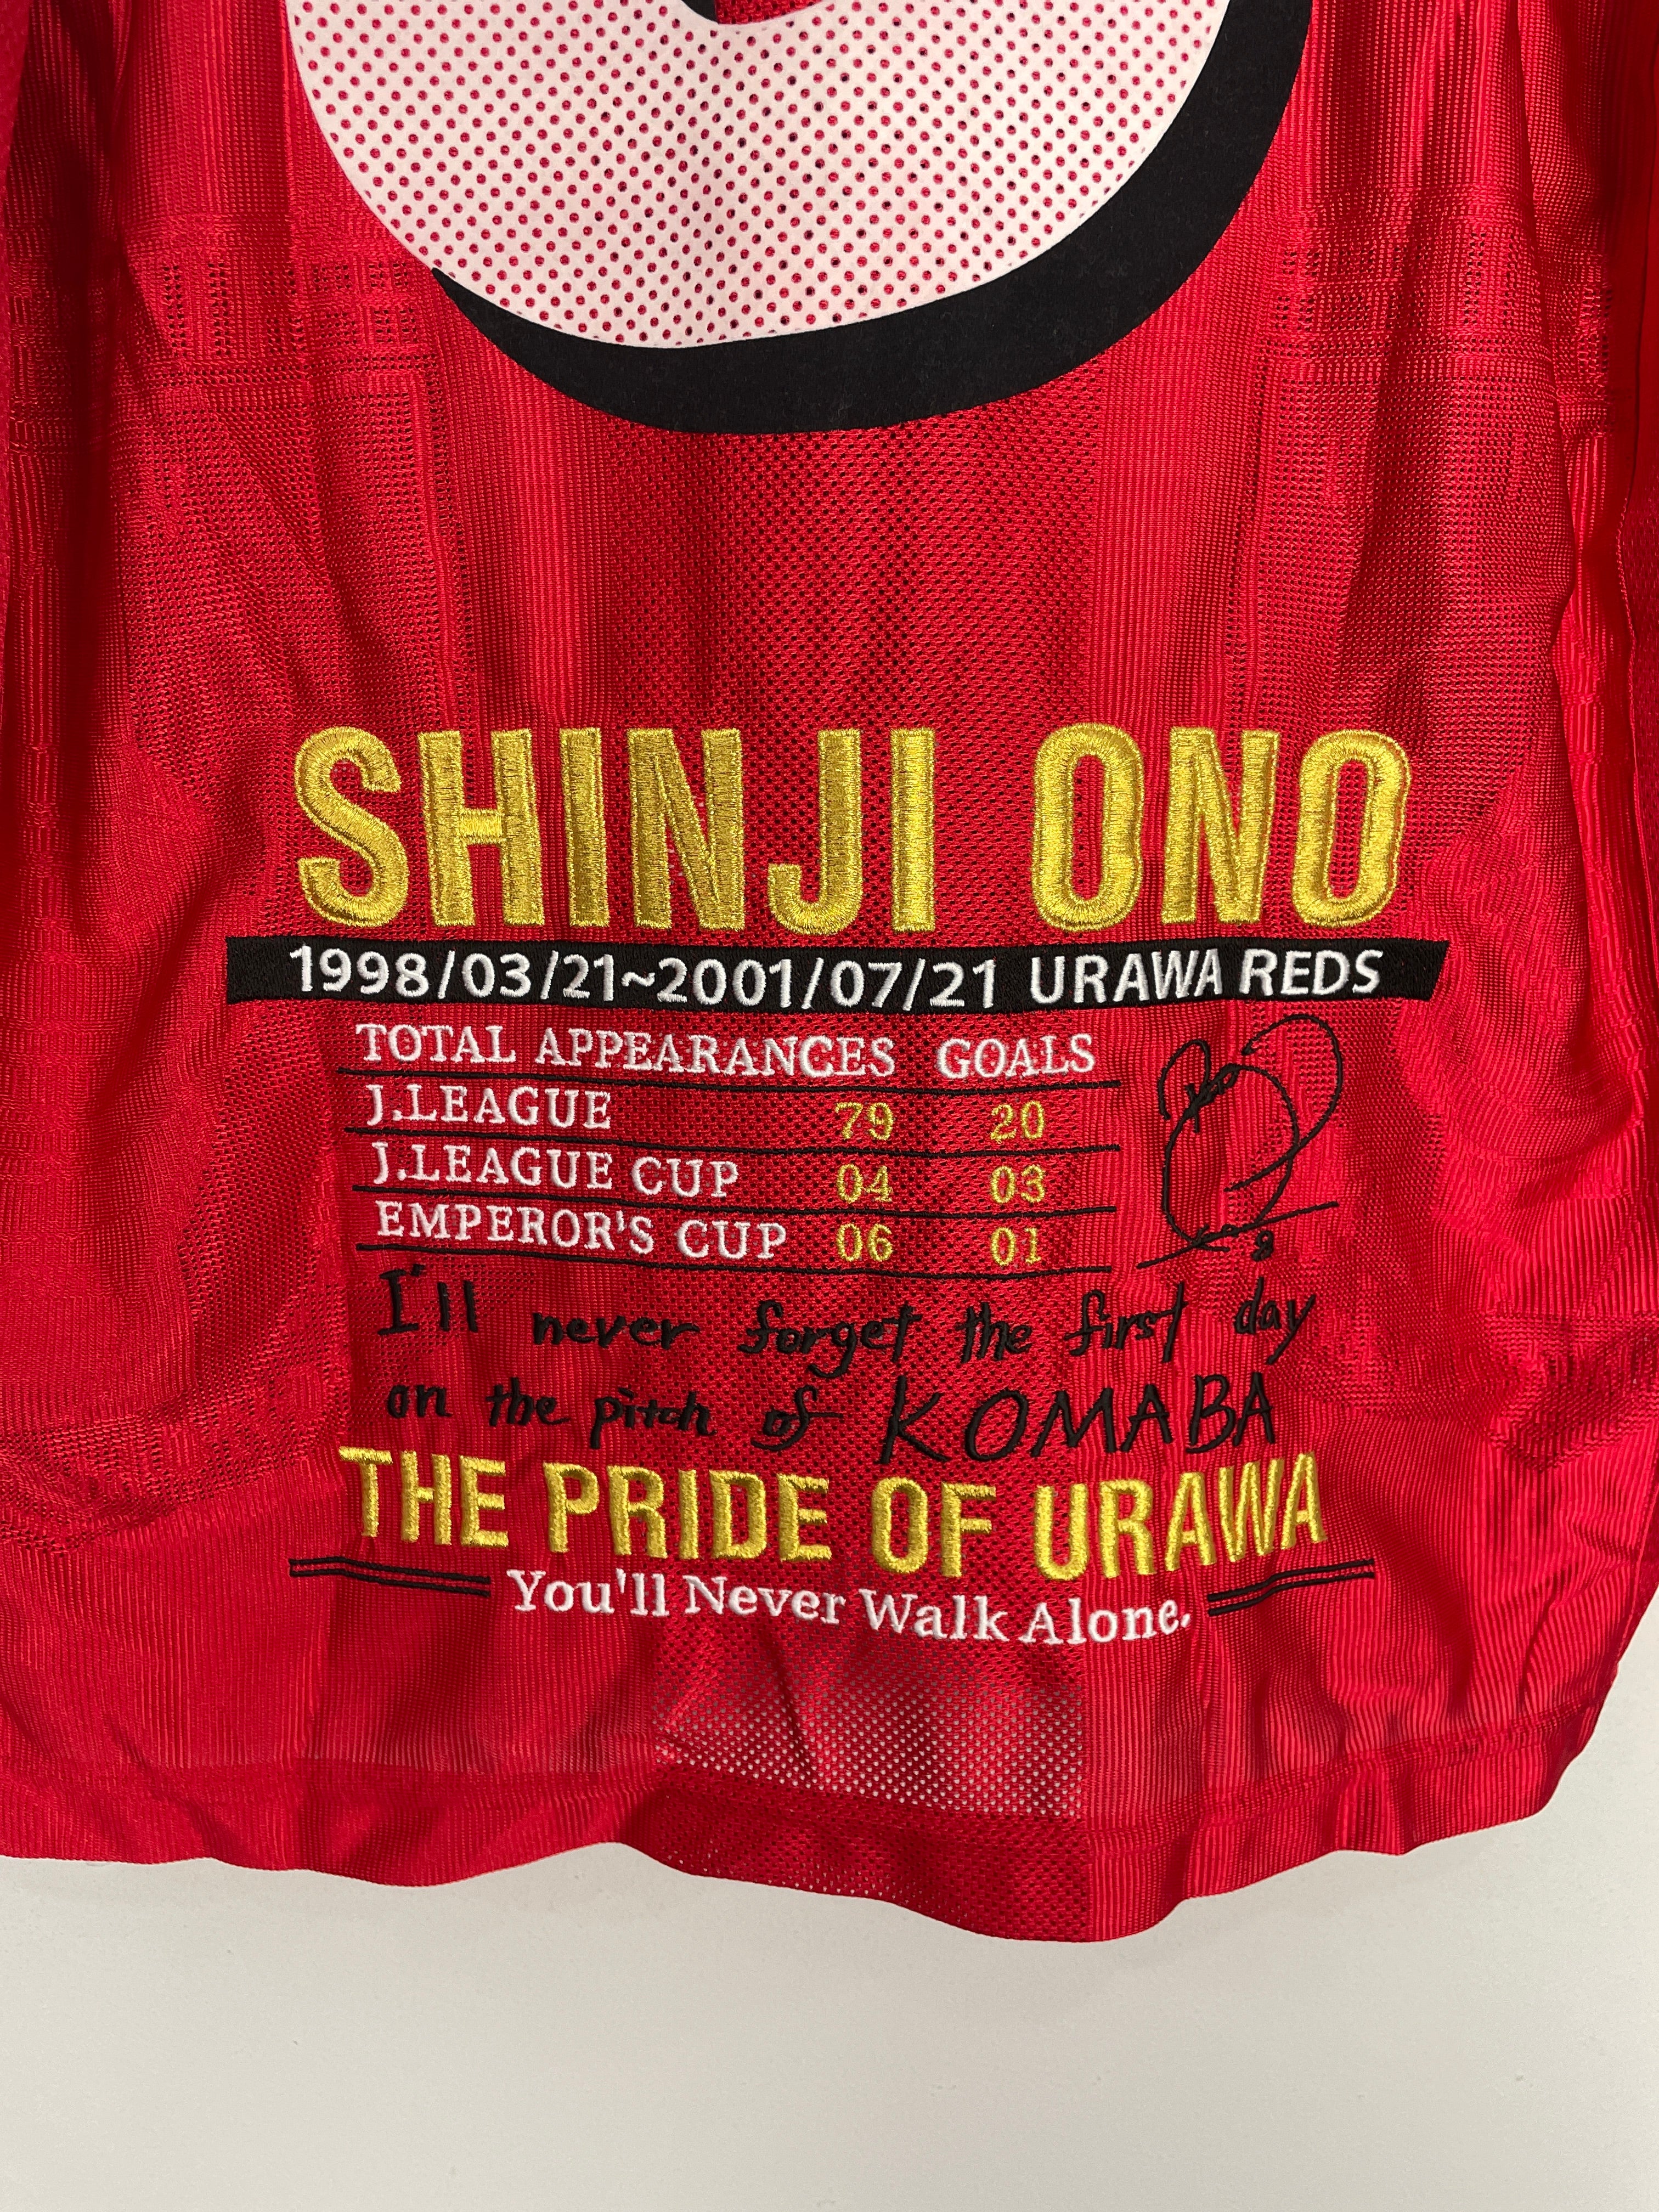 SHINJI ONO
1998/03/21~2001/07/21 URAWA REDS
TOTAL APPEARANCES GOALS
J.LEAGUE 79 20
J.LEAGUE CUP 04 03
EMPEROR'S CUP 06 01
I'll never forget the first day
on the pitch of KOMABA
THE PRIDE OF URAWA
You'll Never Walk Alone.